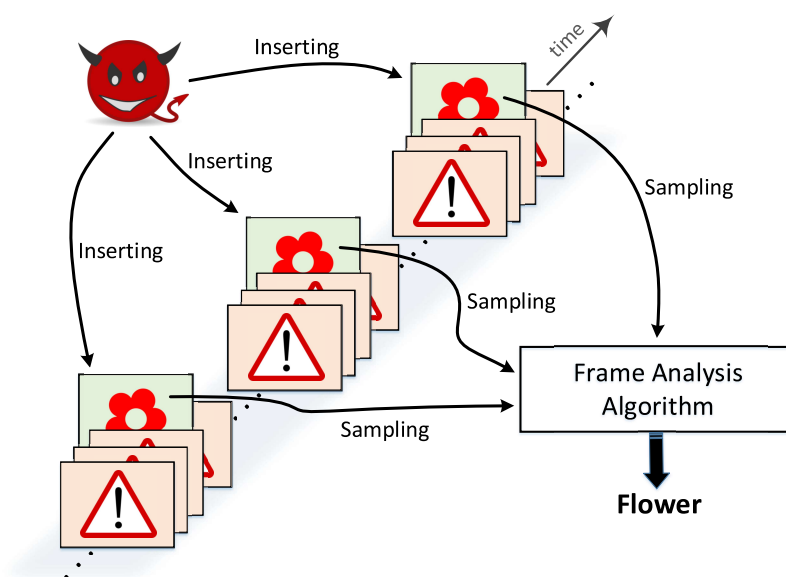 Inserting
time
Inserting
Sampling
Inserting
Sampling
Frame Analysis
Algorithm
Sampling
Flower